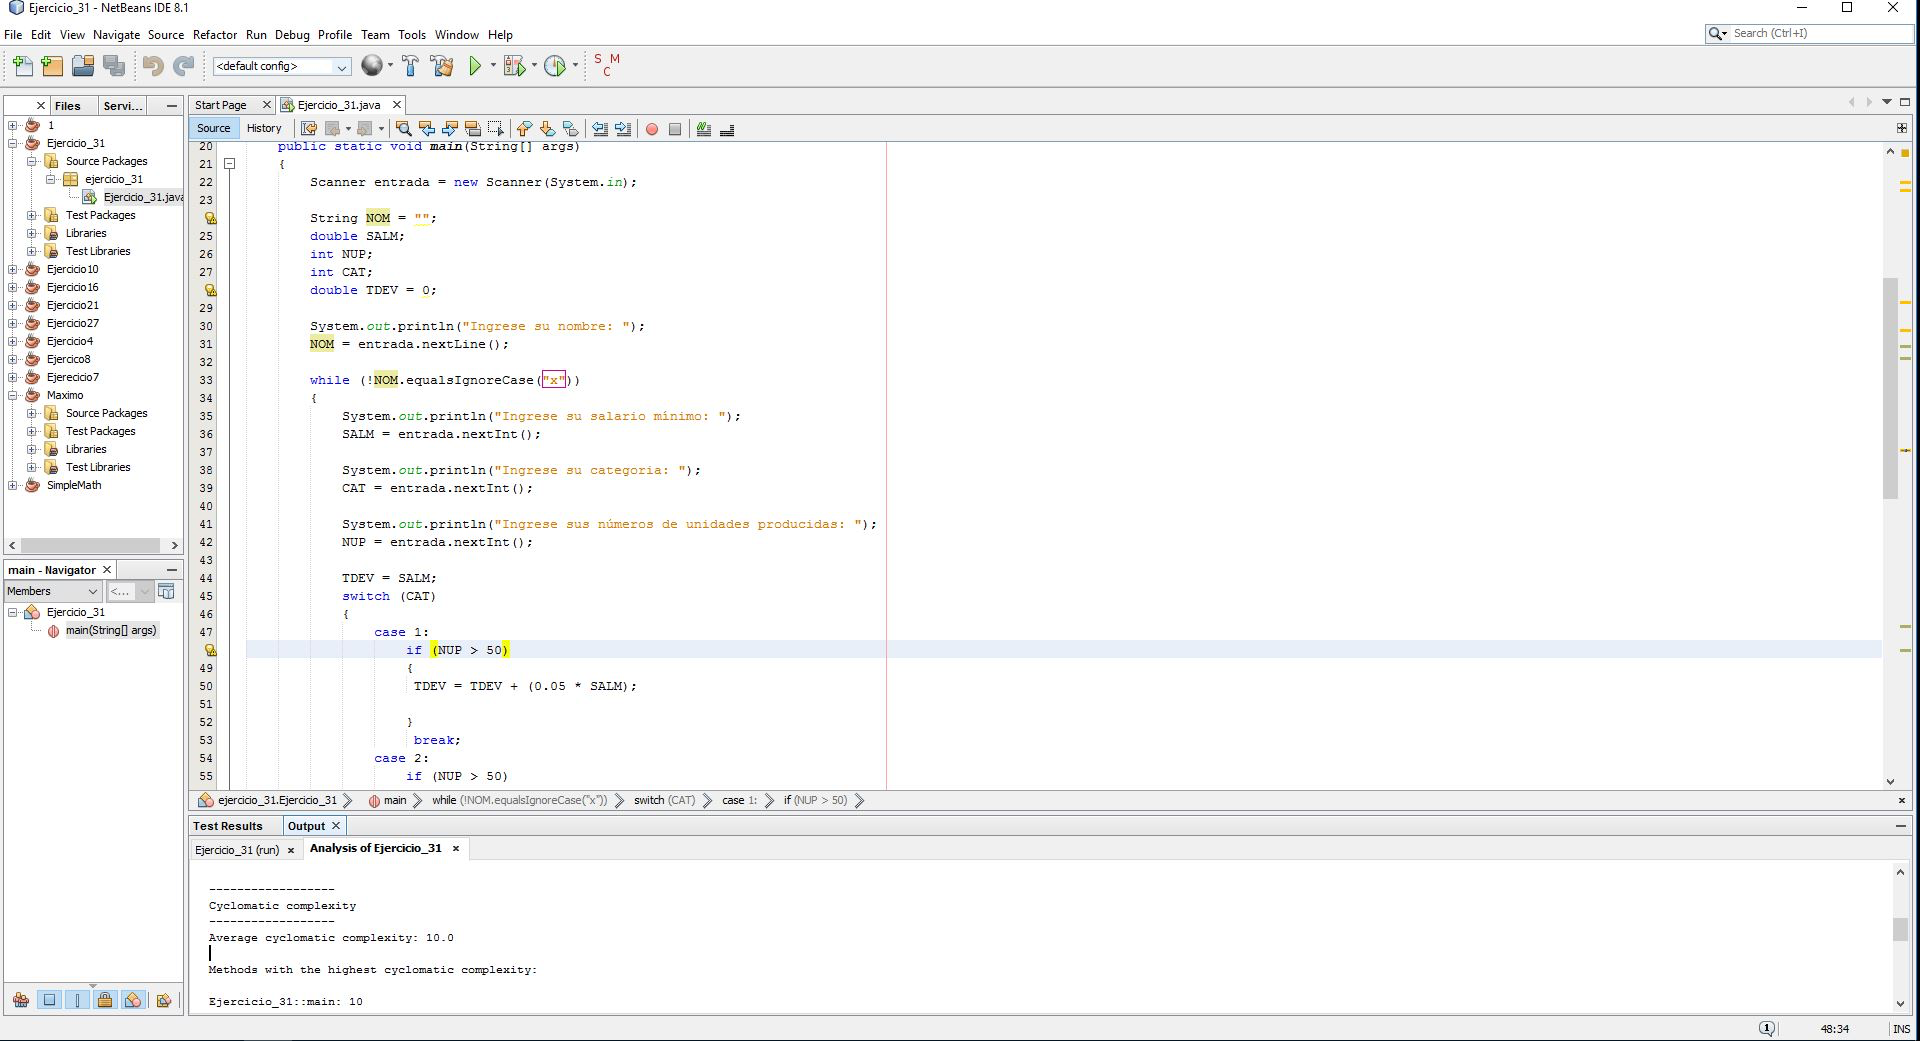 Ejercicio_31 - NetBeans IDE 8.1
File Edit View Navigate Source Refactor Run Debug Profile Team Tools Window Help
Search (Ctrl+I)
<default config>
S M
C
Files Servi...
1
Ejercicio_31
Source Packages
ejercicio_31
Ejercicio_31.java
Test Packages
Libraries
Test Libraries
Ejercicio10
Ejercicio16
Ejercicio21
Ejercicio27
Ejercicio4
Ejercico8
Ejerecicio7
Maximo
Source Packages
Test Packages
Libraries
Test Libraries
SimpleMath
main - Navigator
Members <...
Ejercicio_31
main(String[] args)
Start Page Ejercicio_31.java
Source History
20 public static void main(String[] args)
21 {
22 Scanner entrada = new Scanner(System.in);
23
String NOM = "";
25 double SALM;
26 int NUP;
27 int CAT;
double TDEV = 0;
29
30 System.out.println("Ingrese su nombre: ");
31 NOM = entrada.nextLine();
32
33 while (!NOM.equalsIgnoreCase("x"))
34 {
35 System.out.println("Ingrese su salario mínimo: ");
36 SALM = entrada.nextInt();
37
38 System.out.println("Ingrese su categoria: ");
39 CAT = entrada.nextInt();
40
41 System.out.println("Ingrese sus números de unidades producidas: ");
42 NUP = entrada.nextInt();
43
44 TDEV = SALM;
45 switch (CAT)
46 {
47 case 1:
if (NUP > 50)
49 {
50 TDEV = TDEV + (0.05 * SALM);
51
52 }
53 break;
54 case 2:
55 if (NUP > 50)
ejercicio_31.Ejercicio_31 main while (!NOM.equalsIgnoreCase("x")) switch (CAT) case 1: if (NUP > 50)
Test Results Output
Ejercicio_31 (run) Analysis of Ejercicio_31
------------------
Cyclomatic complexity
------------------
Average cyclomatic complexity: 10.0
Methods with the highest cyclomatic complexity:
Ejercicio_31::main: 10
1 48:34 INS